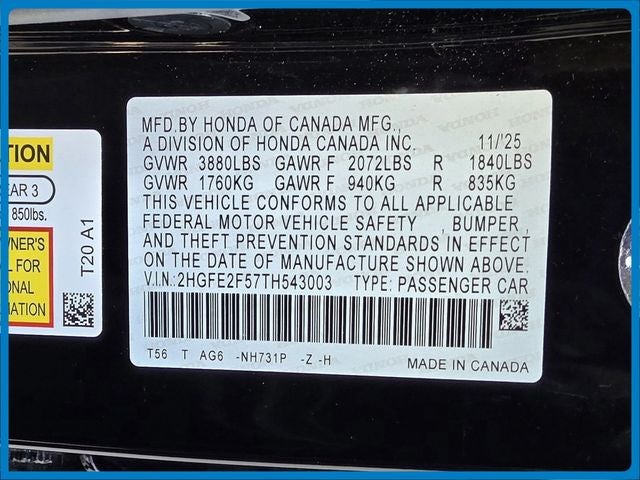 MFD.BY HONDA OF CANADA MFG.,
A DIVISION OF HONDA CANADA INC. 11/'25
GVWR 3880LBS GAWR F 2072LBS R 1840LBS
GVWR 1760KG GAWR F 940KG R 835KG
THIS VEHICLE CONFORMS TO ALL APPLICABLE
FEDERAL MOTOR VEHICLE SAFETY , BUMPER,
AND THEFT PREVENTION STANDARDS IN EFFECT
ON THE DATE OF MANUFACTURE SHOWN ABOVE.
V.I.N.: 2HGFE2F57TH543003 TYPE: PASSENGER CAR
T56 T AG6 -NH731P -Z -H
MADE IN CANADA
TION
EAR 3
850lbs.
WNER'S
L FOR
IONAL
MATION
T20 A1